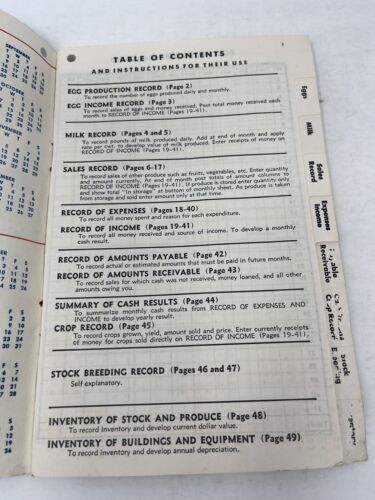 SEPTEMBER
OCTOBER
3
TABLE OF CONTENTS
AND INSTRUCTIONS FOR THEIR USE
EGG PRODUCTION RECORD (Page 2)
To record the number of eggs produced daily and monthly.
EGG INCOME RECORD (Page 3)
To record sales of eggs and money received. Post total money received each
month to RECORD OF INCOME (Pages 19-41).
MILK RECORD (Pages 4 and 5)
To record pounds of milk produced daily. Add at end of month and apply
rate per cwt. to develop value of milk produced. Enter receipts of money on
RECORD OF INCOME (Pages 19-41).
SALES RECORD (Pages 6-17)
To record sales of other produce such as fruits, vegetables, etc. Enter quantity
and amount currently. At end of month post totals of amount columns to
RECORD OF INCOME (Pages 19-41). If produce is stored enter quantity only
and show total "In storage" at bottom of monthly sheet. As produce is taken
from storage and sold enter amount only at that time.
RECORD OF EXPENSES (Pages 18-40)
To record all money spent and reason for each expenditure.
RECORD OF INCOME (Pages 19-41)
To record all money received and source of income. To develop a monthly
cash result.
RECORD OF AMOUNTS PAYABLE (Page 42)
To record actual or estimated amounts that must be paid in future months.
RECORD OF AMOUNTS RECEIVABLE (Page 43)
To record sales for which cash was not received, money loaned, and all other
amounts owing you.
SUMMARY OF CASH RESULTS (Page 44)
To summarize monthly cash results from RECORD OF EXPENSES AND
INCOME to develop yearly result.
CROP RECORD (Page 45)
To record crops grown, yield, amount sold and price. Enter currently receipts
of money for crops sold directly on RECORD OF INCOME (Pages 19-41).
STOCK BREEDING RECORD (Pages 46 and 47)
Self explanatory.
INVENTORY OF STOCK AND PRODUCE (Page 48)
To record inventory and develop current dollar value.
INVENTORY OF BUILDINGS AND EQUIPMENT (Page 49)
To record inventory and develop annual depreciation.
Eggs
Milk
Sales
Record
Expenses
Income
Receivable
Crop Record